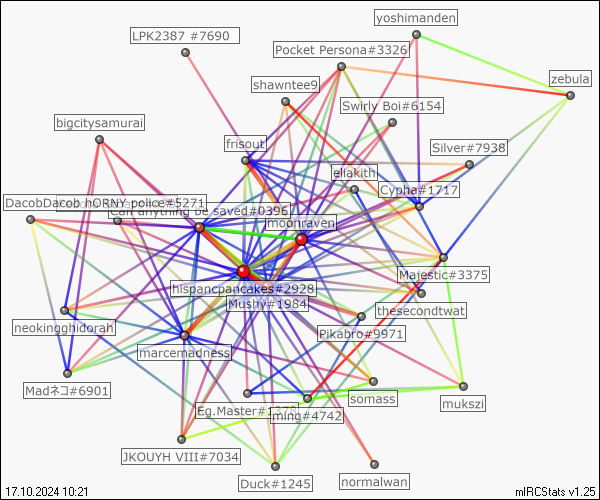 yoshimanden
LPK2387 #7690
Pocket Persona#3326
zebula
shawntee9
Swirly Boi#6154
bigcitysamurai
frisout
Silver#7938
eliakith
Cypha#1717
DacobDacob hORNY police#5271
Can anything be saved#0396
moonraven
Majestic#3375
hispancpancakes#2928
Mushy#1984
thesecondtwat
neokingghidorah
Pikabro#9971
marcemadness
Madネコ#6901
somass
mukszi
Eg.Master#1378
ming#4742
JKOUYH VIII#7034
Duck#1245
normalwan
17.10.2024 10:21
mIRCStats v1.25